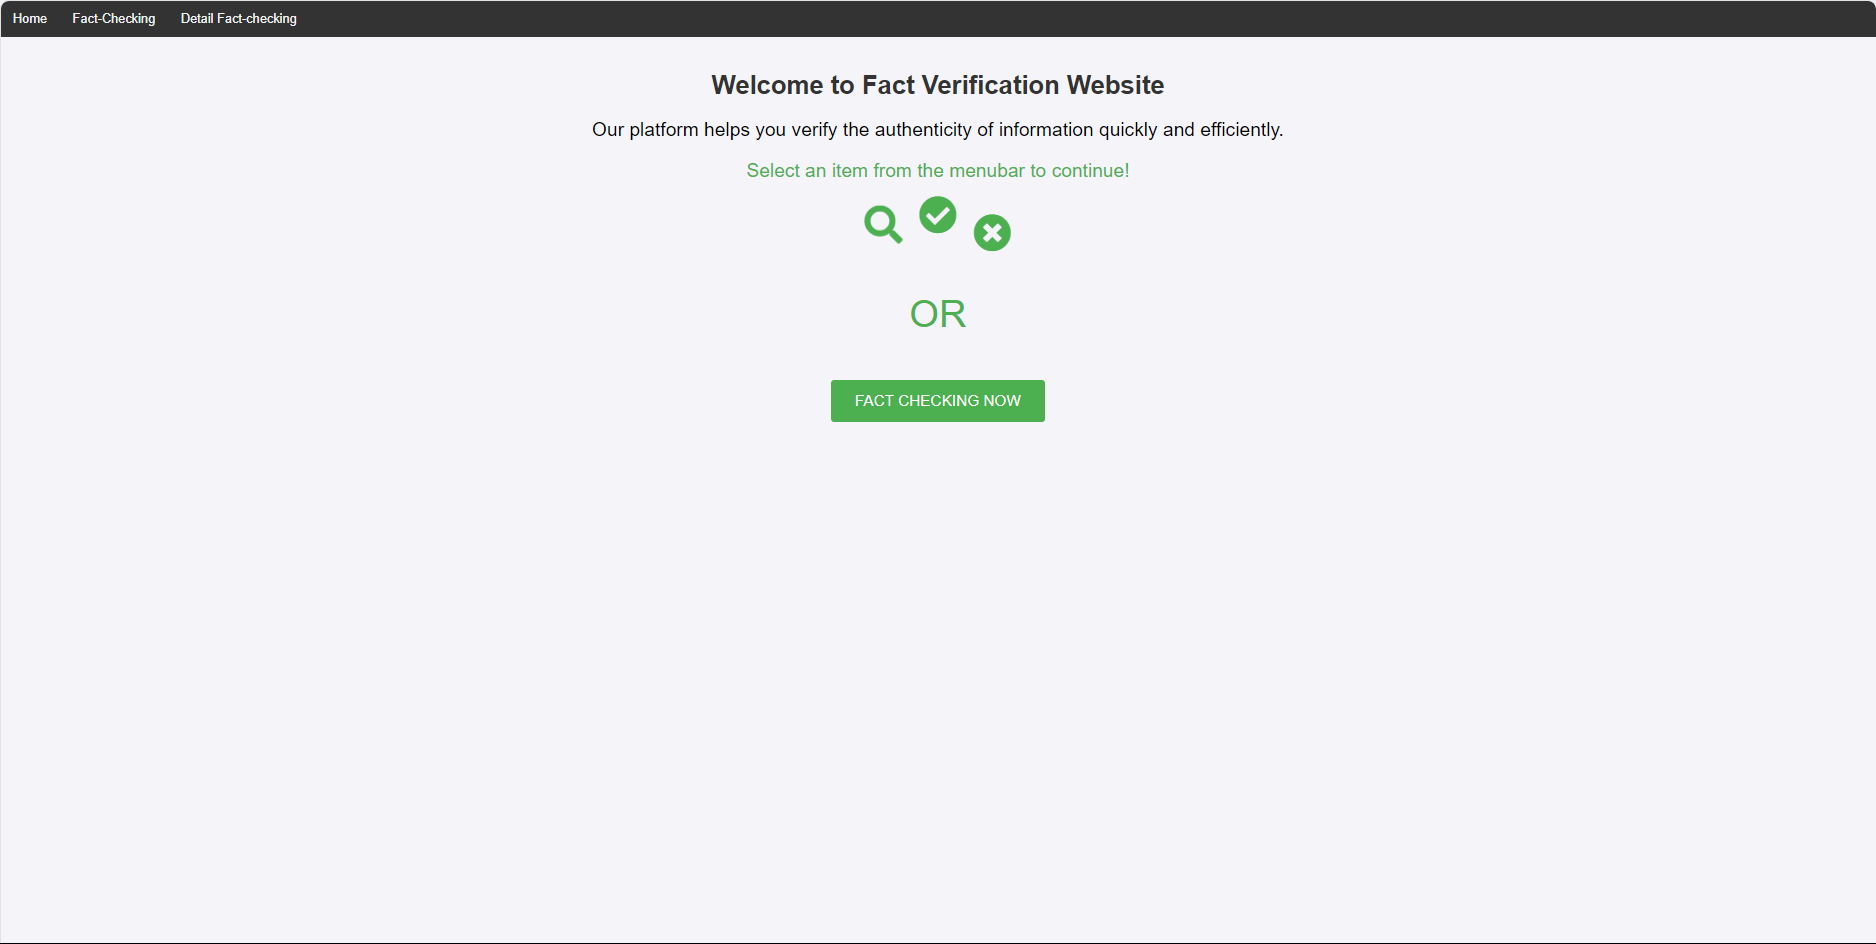 Home Fact-Checking Detail Fact-checking
Welcome to Fact Verification Website
Our platform helps you verify the authenticity of information quickly and efficiently.
Select an item from the menubar to continue!
OR
FACT CHECKING NOW